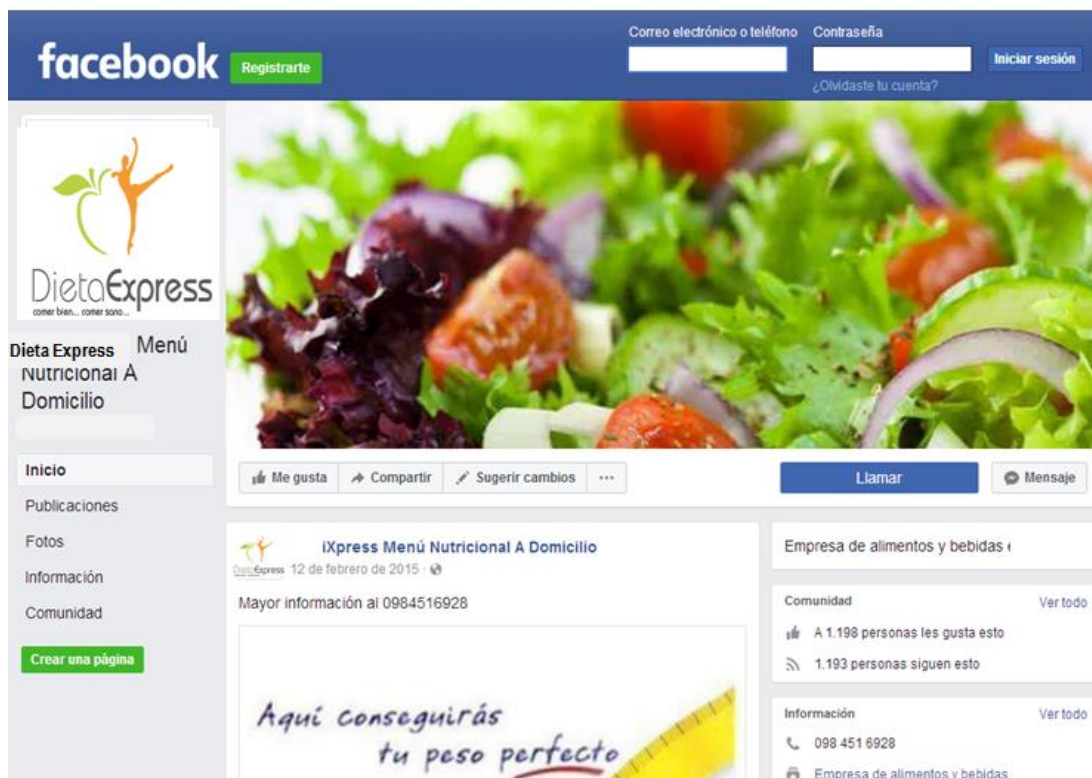 facebook
Registrarte
Correo electrónico o teléfono
Contraseña
Iniciar sesión
¿Olvidaste tu cuenta?
DietaExpress
comer bien... comer sano...
Dieta Express Menú
Nutricional A
Domicilio
Inicio
Publicaciones
Fotos
Información
Comunidad
Crear una página
Me gusta
Compartir
Sugerir cambios
...
Llamar
Mensaje
iXpress Menú Nutricional A Domicilio
DietaExpress
12 de febrero de 2015
Mayor información al 0984516928
Aquí conseguirás
tu peso perfecto
Empresa de alimentos y bebidas
Comunidad
Ver todo
A 1.198 personas les gusta esto
1.193 personas siguen esto
Información
Ver todo
098 451 6928
Empresa de alimentos y bebidas